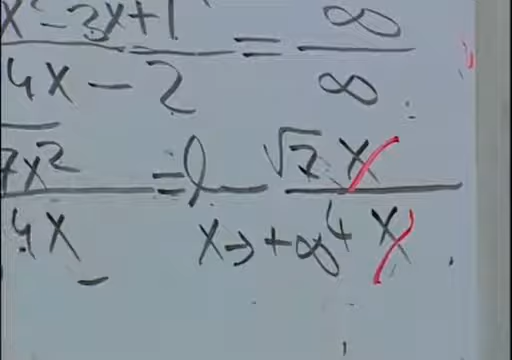 x² - 3x + 1 / 4x - 2 = ∞ / ∞
7x² / 4x = l √7 x / 4 x
x → +∞